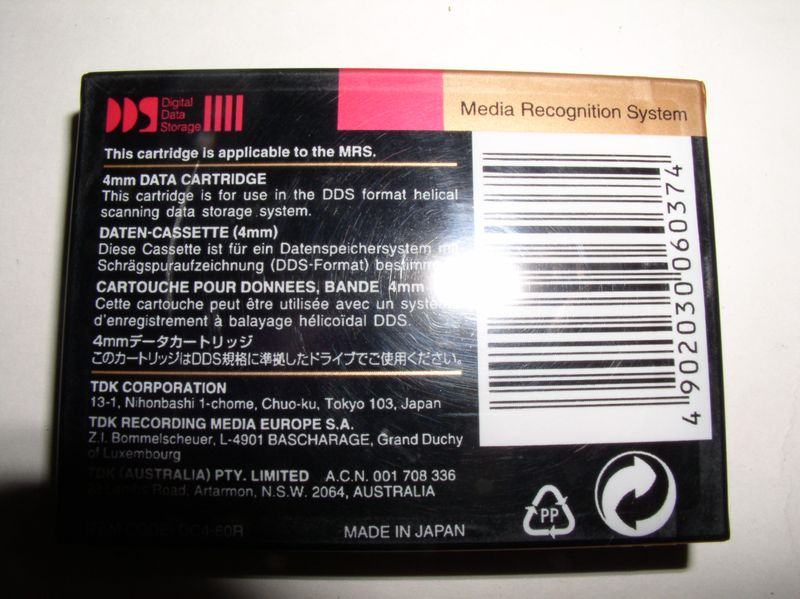 DDS Digital
Data
Storage
Media Recognition System
This cartridge is applicable to the MRS.
4mm DATA CARTRIDGE
This cartridge is for use in the DDS format helical
scanning data storage system.
DATEN-CASSETTE (4mm)
Diese Cassette ist für ein Datenspeichersystem mit
Schrägspuraufzeichnung (DDS-Format)
CARTOUCHE POUR DONNEES, BANDE 4mm
Cette cartouche peut être utilisée avec un
d'enregistrement à balayage hélicoïdal DDS.
4mmデータカートリッジ
このカートリッジはDDS規格に準拠したドライブでご使用ください。
TDK CORPORATION
13-1, Nihonbashi 1-chome, Chuo-ku, Tokyo 103, Japan
TDK RECORDING MEDIA EUROPE S.A.
Z.I. Bommelscheuer, L-4901 BASCHARAGE, Grand Duchy
of Luxembourg
TDK (AUSTRALIA) PTY. LIMITED A.C.N. 001 708 336
Road, Artarmon, N.S.W. 2064, AUSTRALIA
MADE IN JAPAN
4 902030 060374
PP